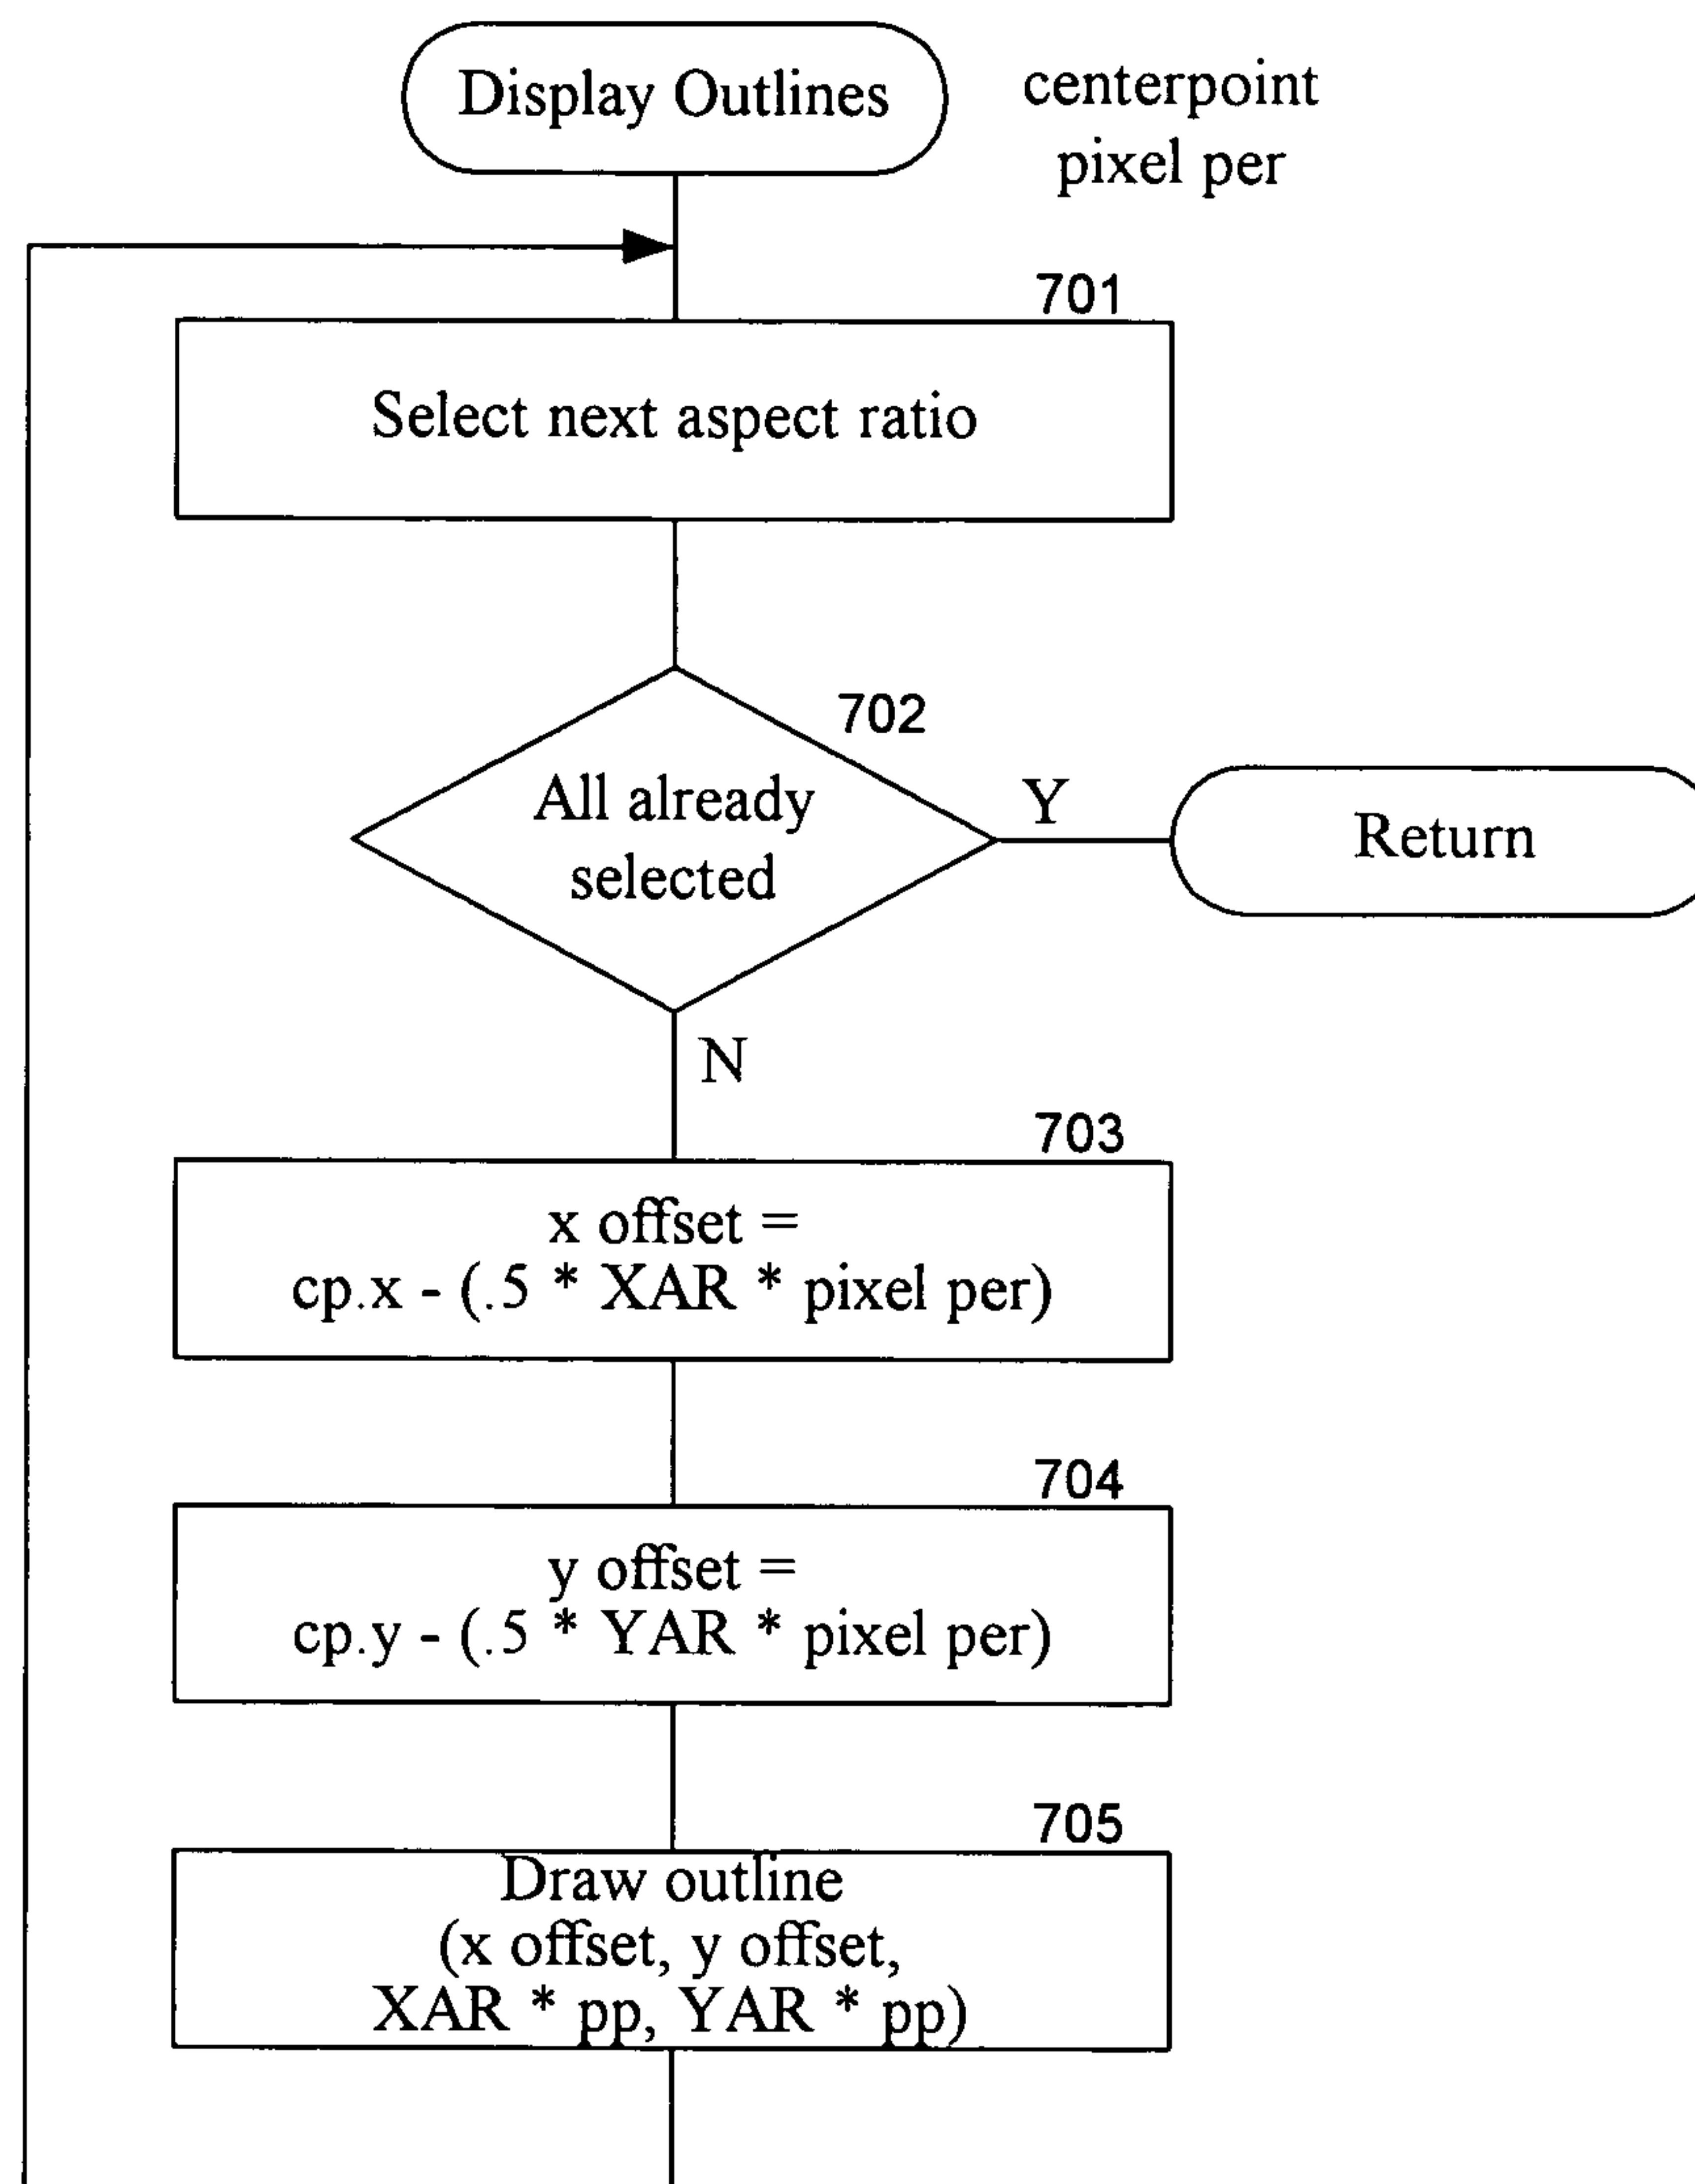 Display Outlines
centerpoint
pixel per
701
Select next aspect ratio
702
All already
selected
Y
Return
N
703
x offset =
cp.x - (.5 * XAR * pixel per)
704
y offset =
cp.y - (.5 * YAR * pixel per)
705
Draw outline
(x offset, y offset,
XAR * pp, YAR * pp)